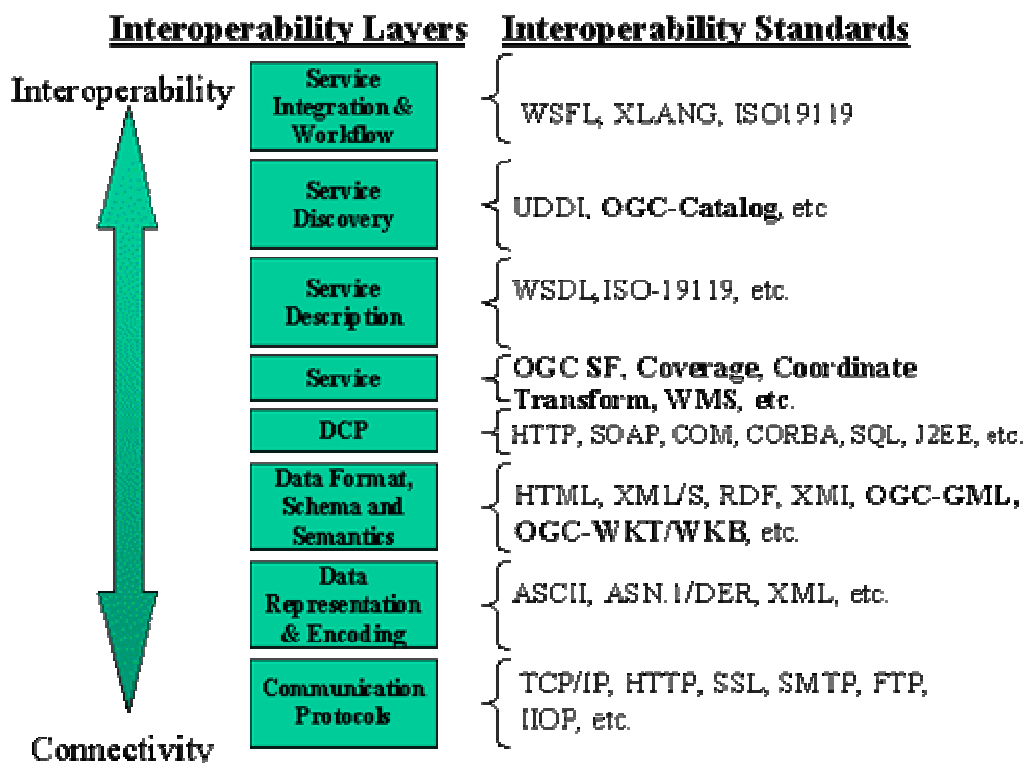 Interoperability Layers
Interoperability Standards
Interoperability
Service
Integration &
Workflow
WSFL, XLANG, ISO19119
Service
Discovery
UDDI, OGC-Catalog, etc
Service
Description
WSDL,ISO-19119, etc.
Service
OGC SF, Coverage, Coordinate
Transform, WMS, etc.
DCP
HTTP, SOAP, COM, CORBA, SQL, J2EE, etc.
Data Format,
Schema and
Semantics
HTML, XML/S, RDF, XMI, OGC-GML,
OGC-WKT/WKB, etc.
Data
Representation
& Encoding
ASCII, ASN.1/DER, XML, etc.
Communication
Protocols
TCP/IP, HTTP, SSL, SMTP, FTP,
IIOP, etc.
Connectivity